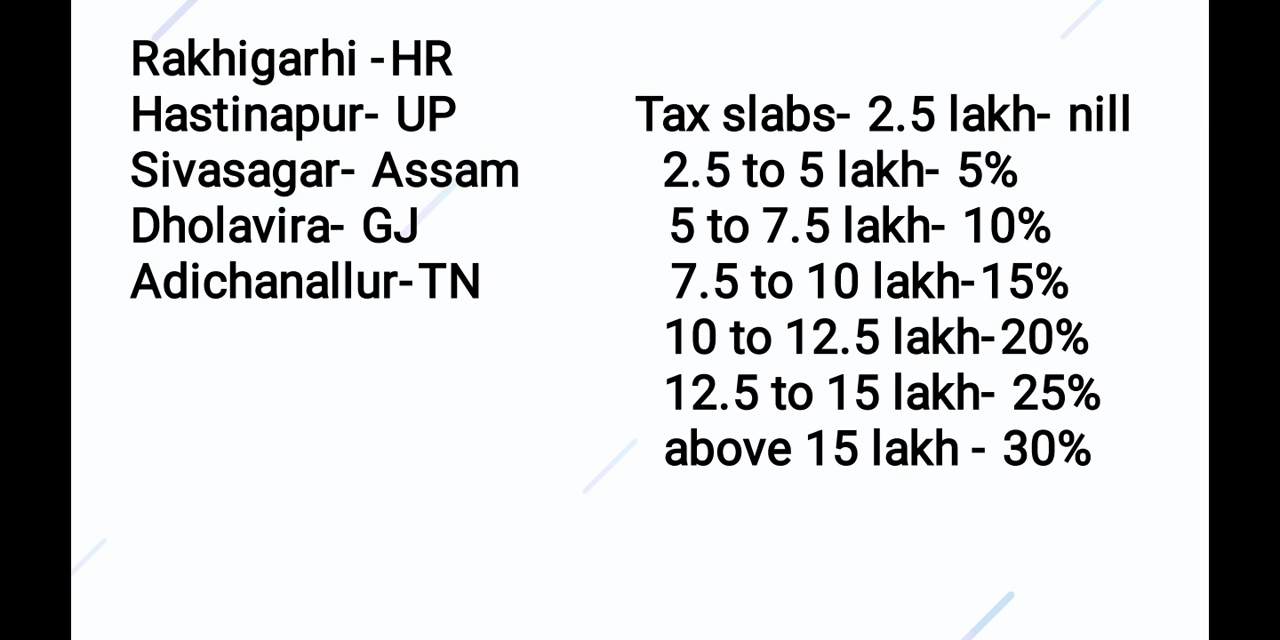 Rakhigarhi -HR
Hastinapur- UP
Sivasagar- Assam
Dholavira- GJ
Adichanallur-TN
Tax slabs- 2.5 lakh- nill
2.5 to 5 lakh- 5%
5 to 7.5 lakh- 10%
7.5 to 10 lakh-15%
10 to 12.5 lakh-20%
12.5 to 15 lakh- 25%
above 15 lakh - 30%